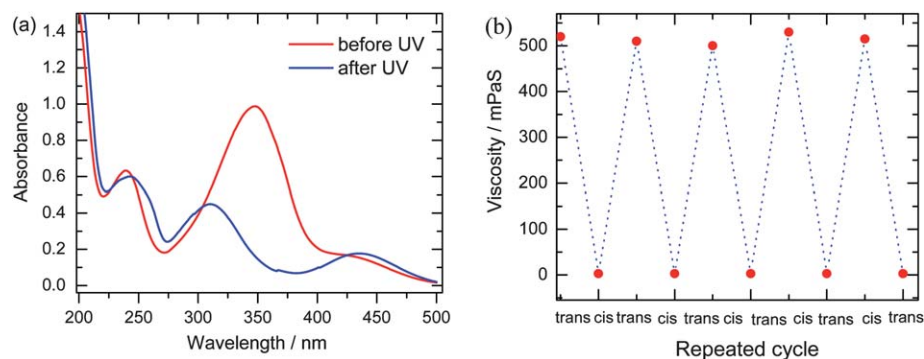 (a)
before UV
after UV
Absorbance
1.4
1.2
1.0
0.8
0.6
0.4
0.2
0.0
200 250 300 350 400 450 500
Wavelength / nm
(b)
Viscosity / mPaS
500
400
300
200
100
0
trans cis trans cis trans cis trans cis trans cis trans
Repeated cycle